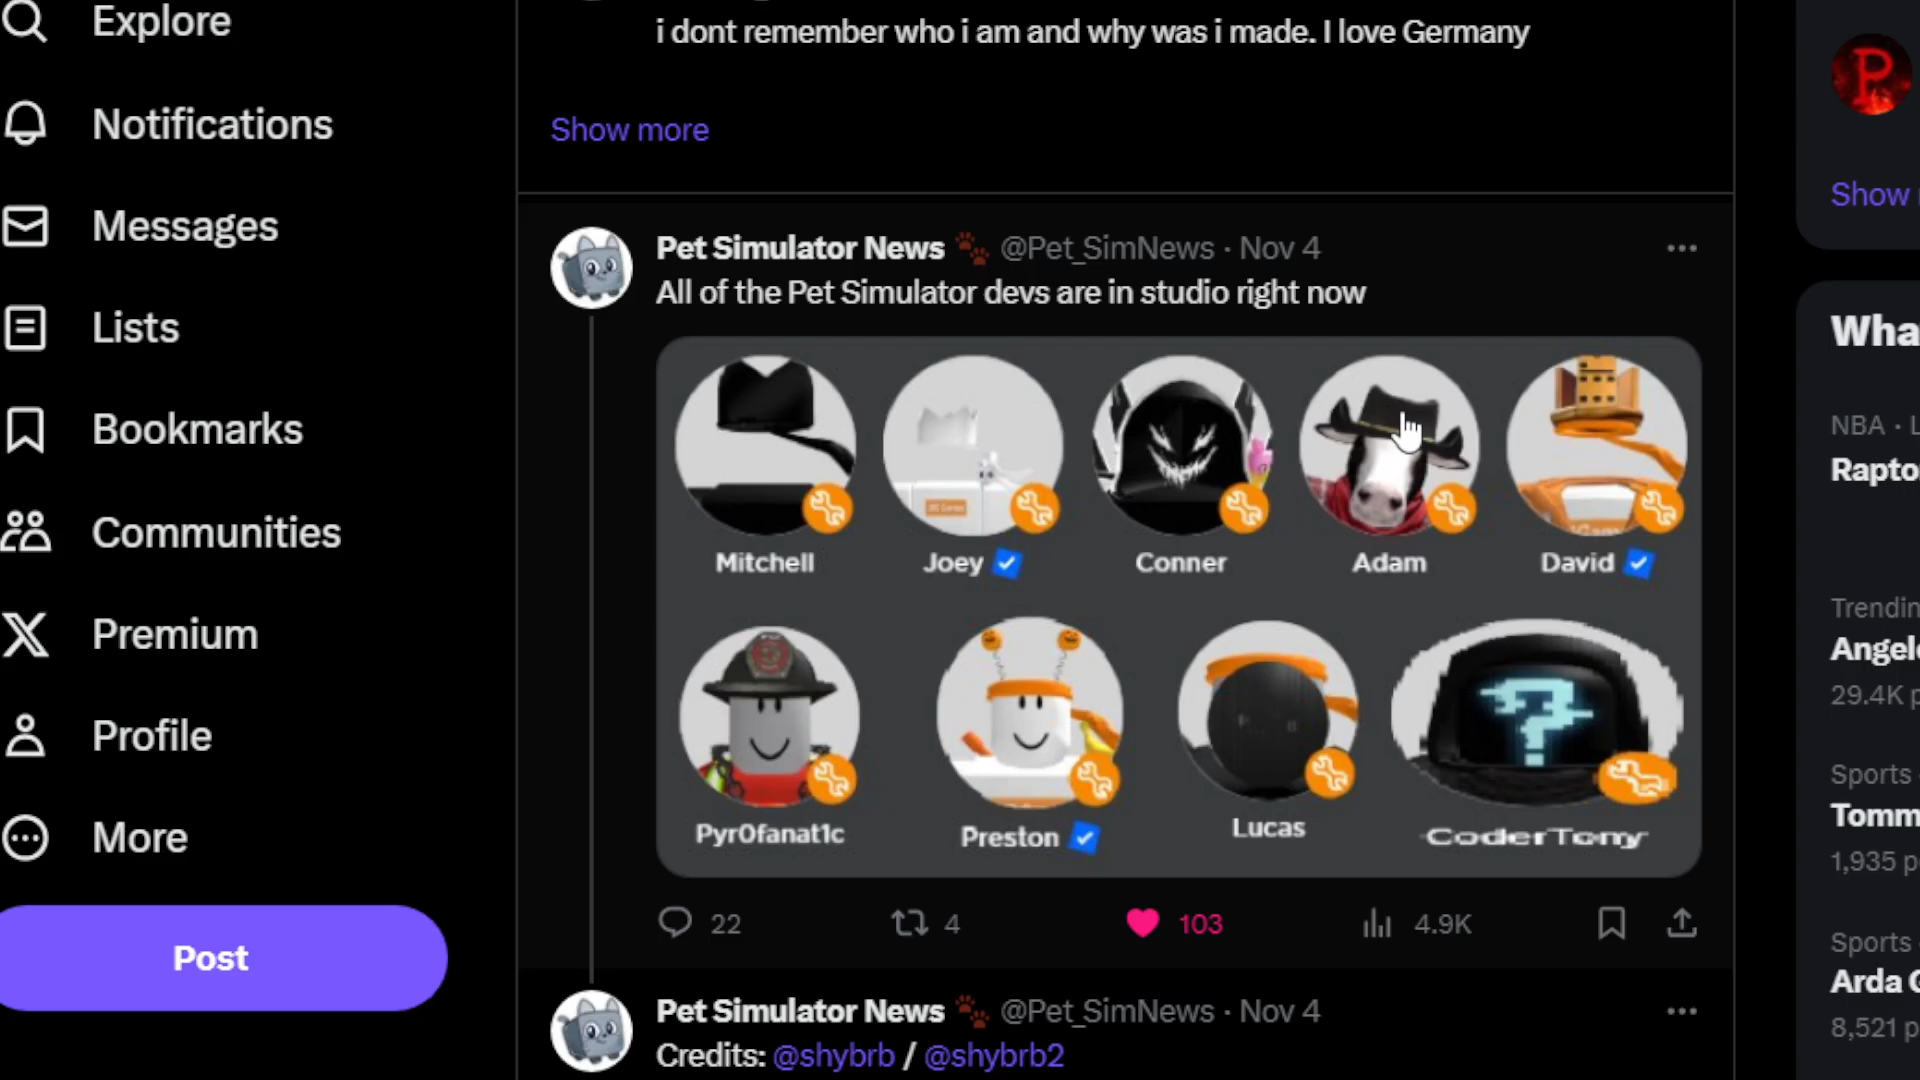 Explore
Notifications
Messages
Lists
Bookmarks
Communities
Premium
Profile
More
Post
i dont remember who i am and why was i made. I love Germany
Show more
Pet Simulator News @Pet_SimNews · Nov 4
All of the Pet Simulator devs are in studio right now
Mitchell
Joey
Conner
Adam
David
Pyr0fanat1c
Preston
Lucas
CoderTony
22
4
103
4.9K
Pet Simulator News @Pet_SimNews · Nov 4
Credits: @shybrb / @shybrb2
P
Show
Wha
NBA · L
Rapto
Trendin
Angel
29.4K p
Sports
Tomm
1,935 p
Sports
Arda G
8,521 p